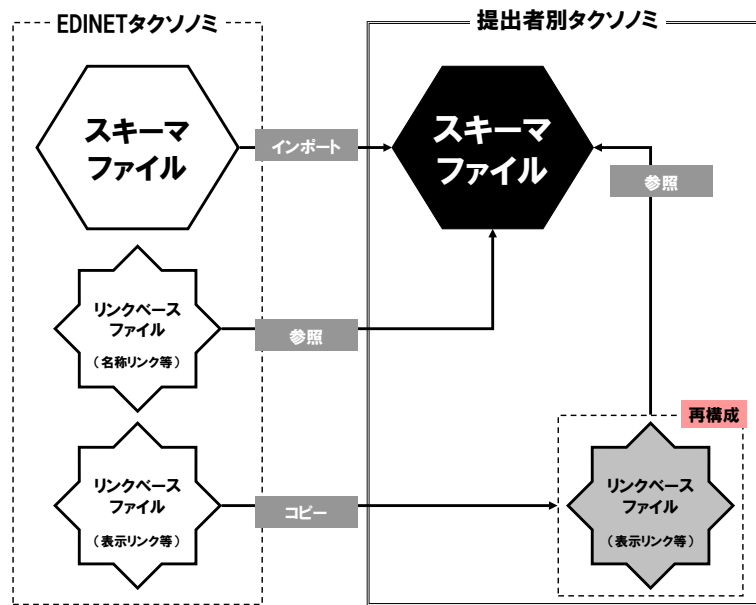 EDINETタクソノミ
提出者別タクソノミ
スキーマ
ファイル
インポート
スキーマ
ファイル
参照
リンクベース
ファイル
（名称リンク等）
参照
再構成
リンクベース
ファイル
（表示リンク等）
コピー
リンクベース
ファイル
（表示リンク等）